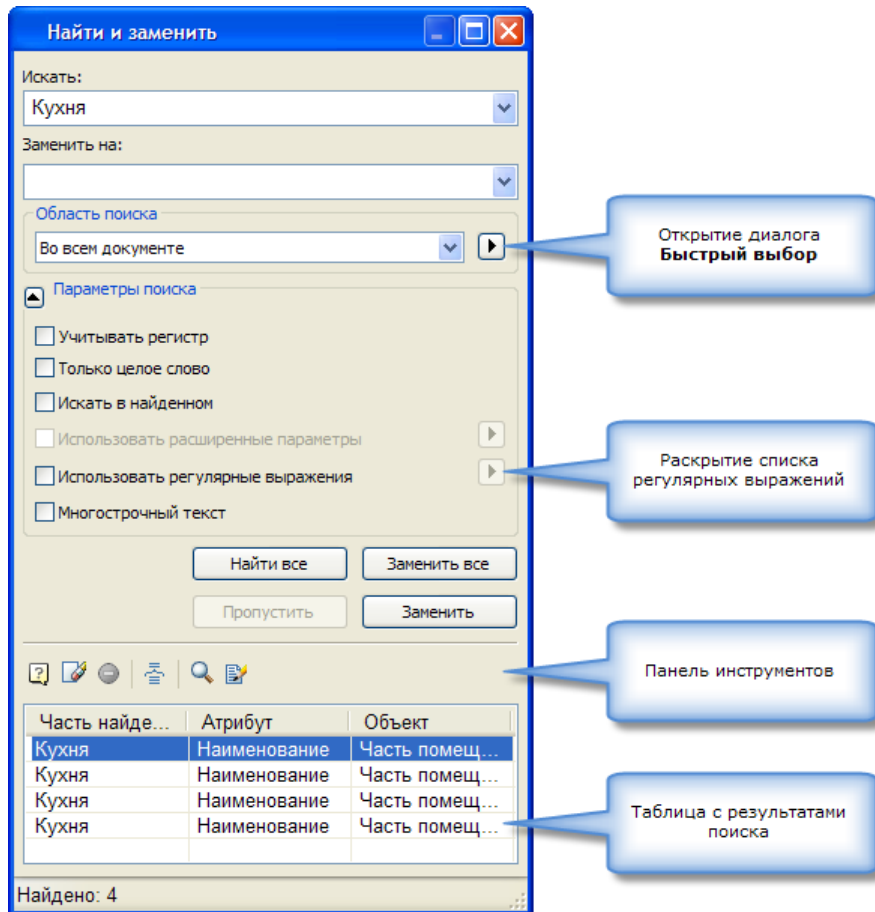 Найти и заменить
Искать:
Кухня
Заменить на:
Область поиска
Во всем документе
Открытие диалога
Быстрый выбор
Параметры поиска
Учитывать регистр
Только целое слово
Искать в найденном
Использовать расширенные параметры
Использовать регулярные выражения
Раскрытие списка
регулярных выражений
Многострочный текст
Найти все Заменить все
Пропустить Заменить
Панель инструментов
Часть найде... Атрибут Объект
Кухня Наименование Часть помещ...
Кухня Наименование Часть помещ...
Кухня Наименование Часть помещ...
Кухня Наименование Часть помещ...
Таблица с результатами
поиска
Найдено: 4